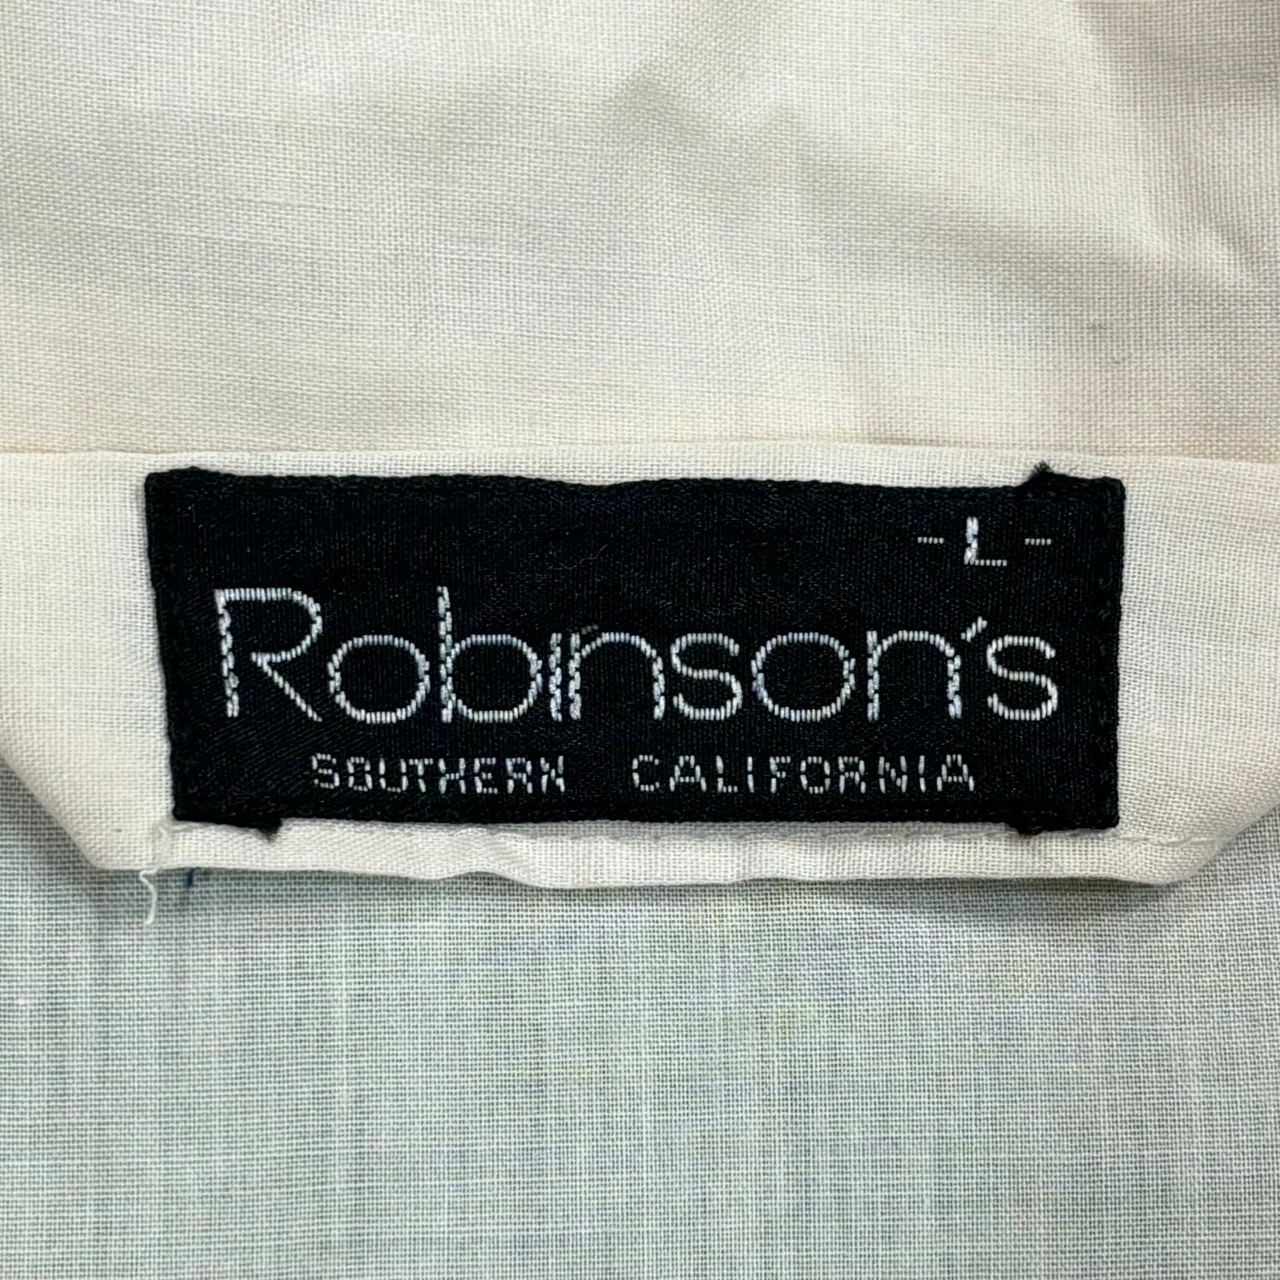 - L -
Robinson's
SOUTHERN CALIFORNIA